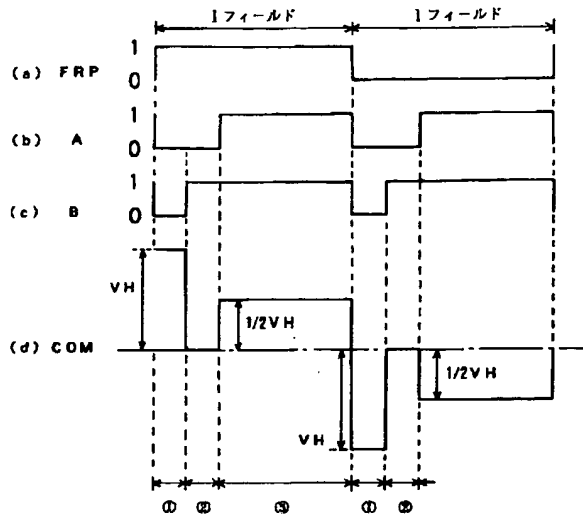 1フィールド 1フィールド
1
(a) FRP 0
1
(b) A 0
1
(c) B 0
VH
1/2VH
(d) COM
1/2VH
VH
① ② ③ ① ②